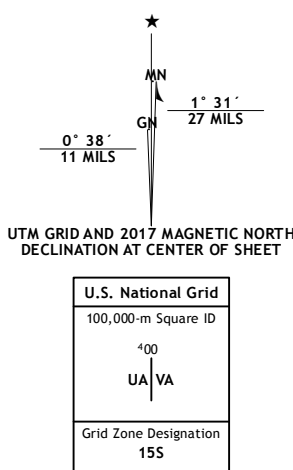 MN
GN
1° 31´
27 MILS
0° 38´
11 MILS
UTM GRID AND 2017 MAGNETIC NORTH
DECLINATION AT CENTER OF SHEET
U.S. National Grid
100,000-m Square ID
⁴00
UA VA
Grid Zone Designation
15S